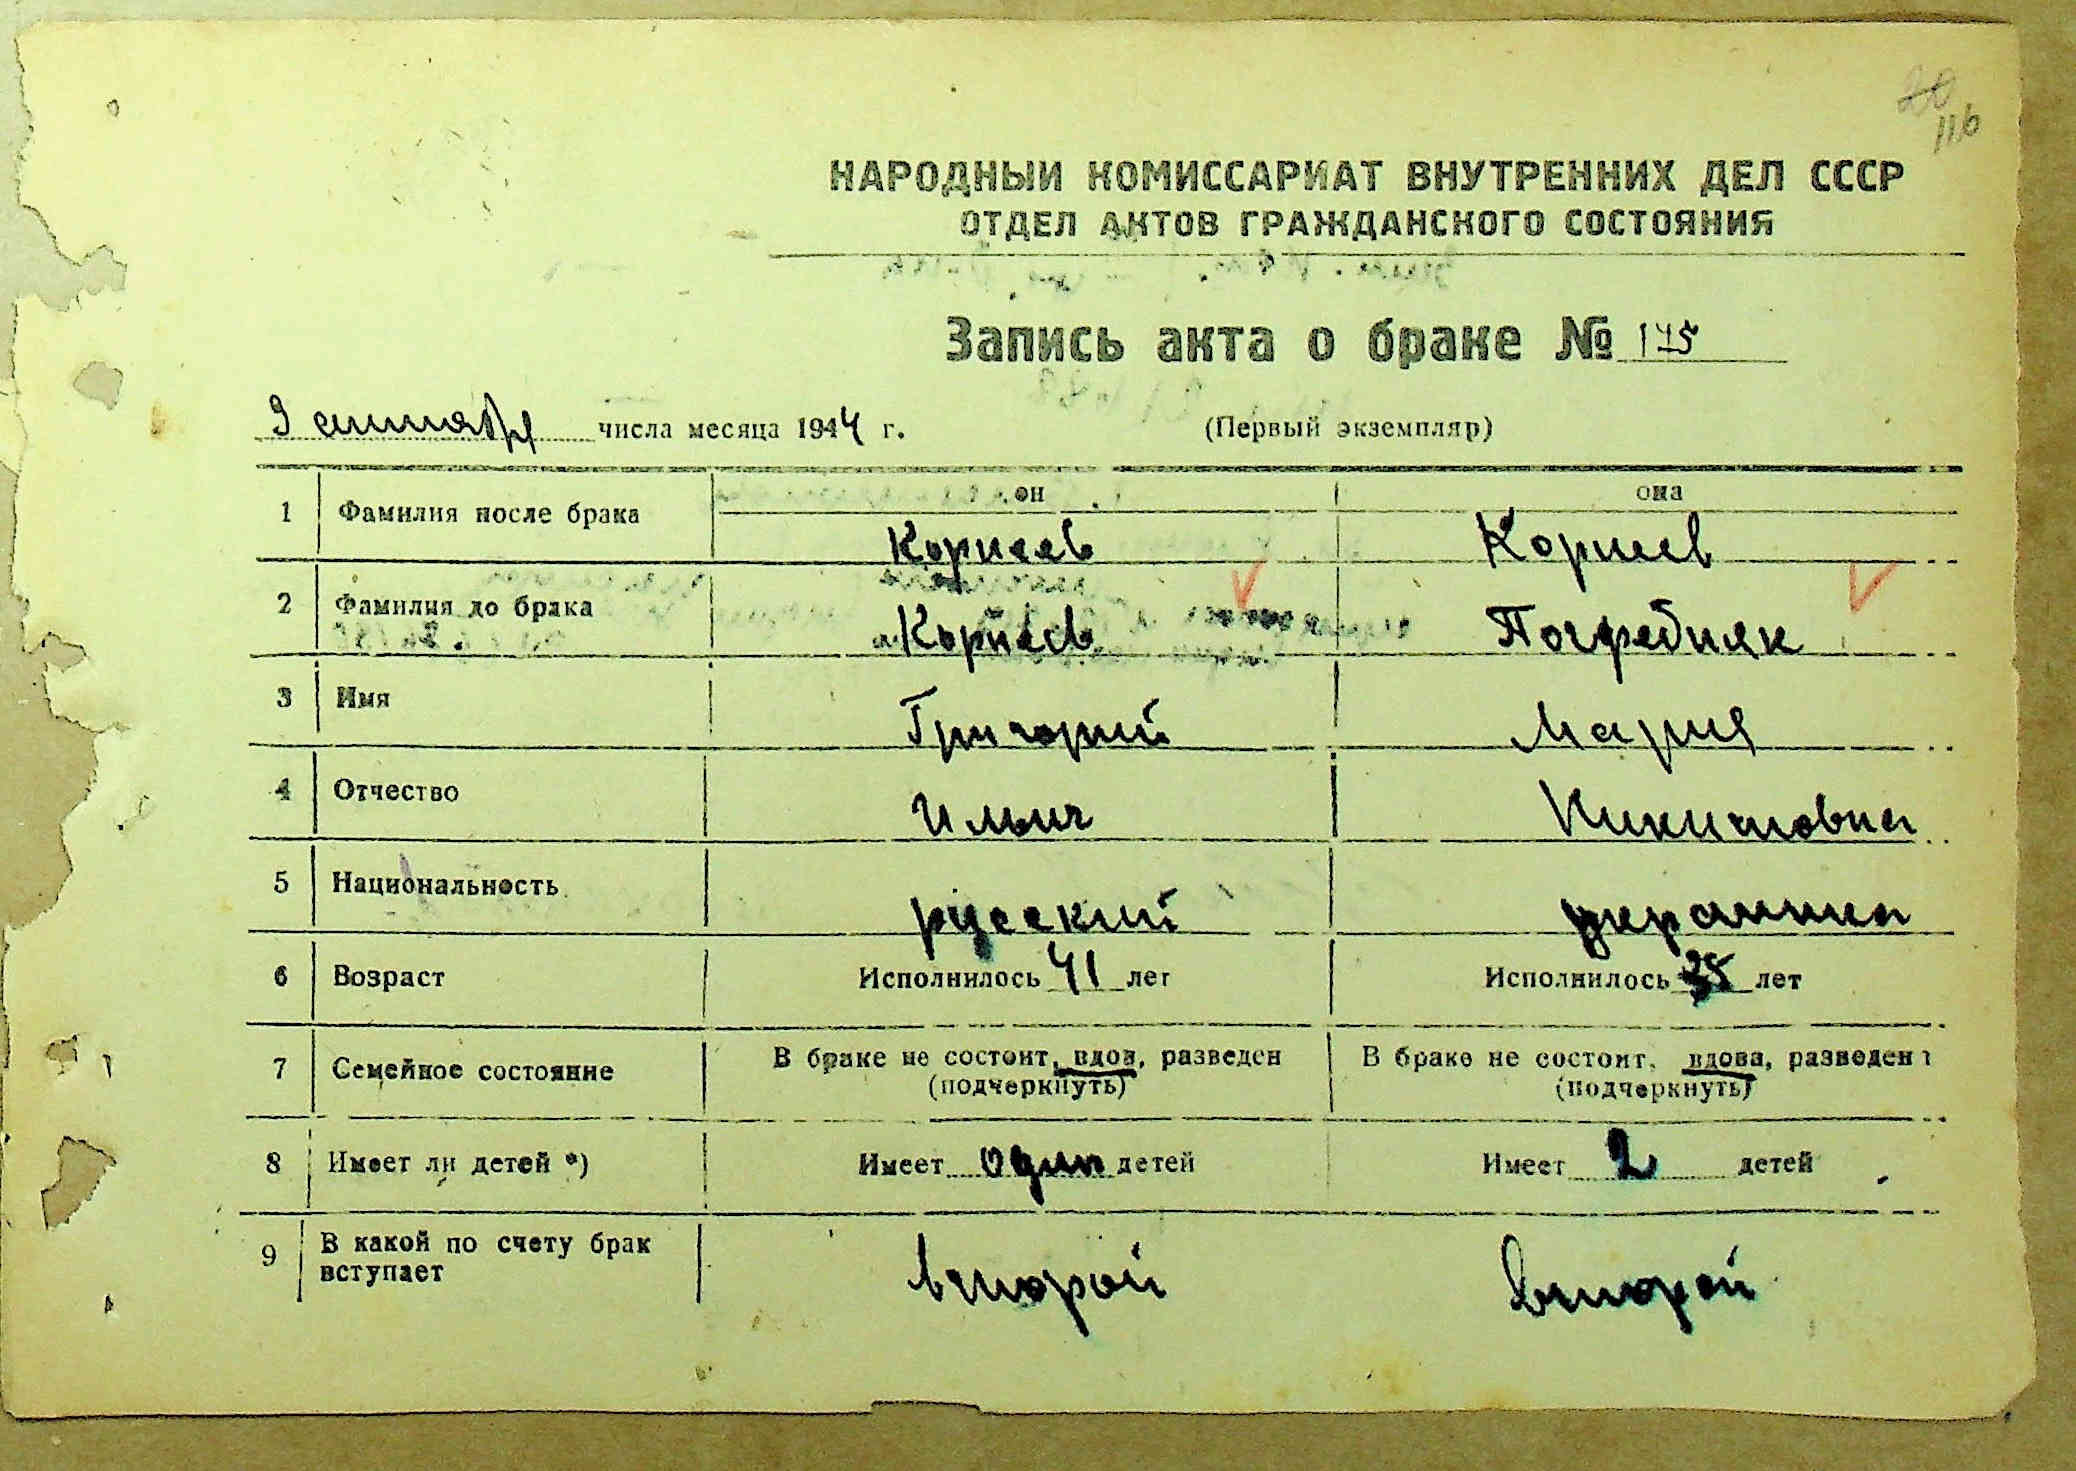 20
116
НАРОДНЫЙ КОМИССАРИАТ ВНУТРЕННИХ ДЕЛ СССР
ОТДЕЛ АКТОВ ГРАЖДАНСКОГО СОСТОЯНИЯ
Запись акта о браке № 175
9 сентября числа месяца 1944 г. (Первый экземпляр)
он она
1 Фамилия после брака Корнеев Корнеев
2 Фамилия до брака Корнеев Погребняк
3 Имя Григорий Мария
4 Отчество Ильич Никитовна
5 Национальность русский украинка
6 Возраст Исполнилось 41 лет Исполнилось 35 лет
7 Семейное состояние В браке не состоит, вдов, разведен В браке не состоит, вдова, разведена
(подчеркнуть) (подчеркнуть)
8 Имеет ли детей *) Имеет один детей Имеет 2 детей
9 В какой по счету брак
вступает второй второй